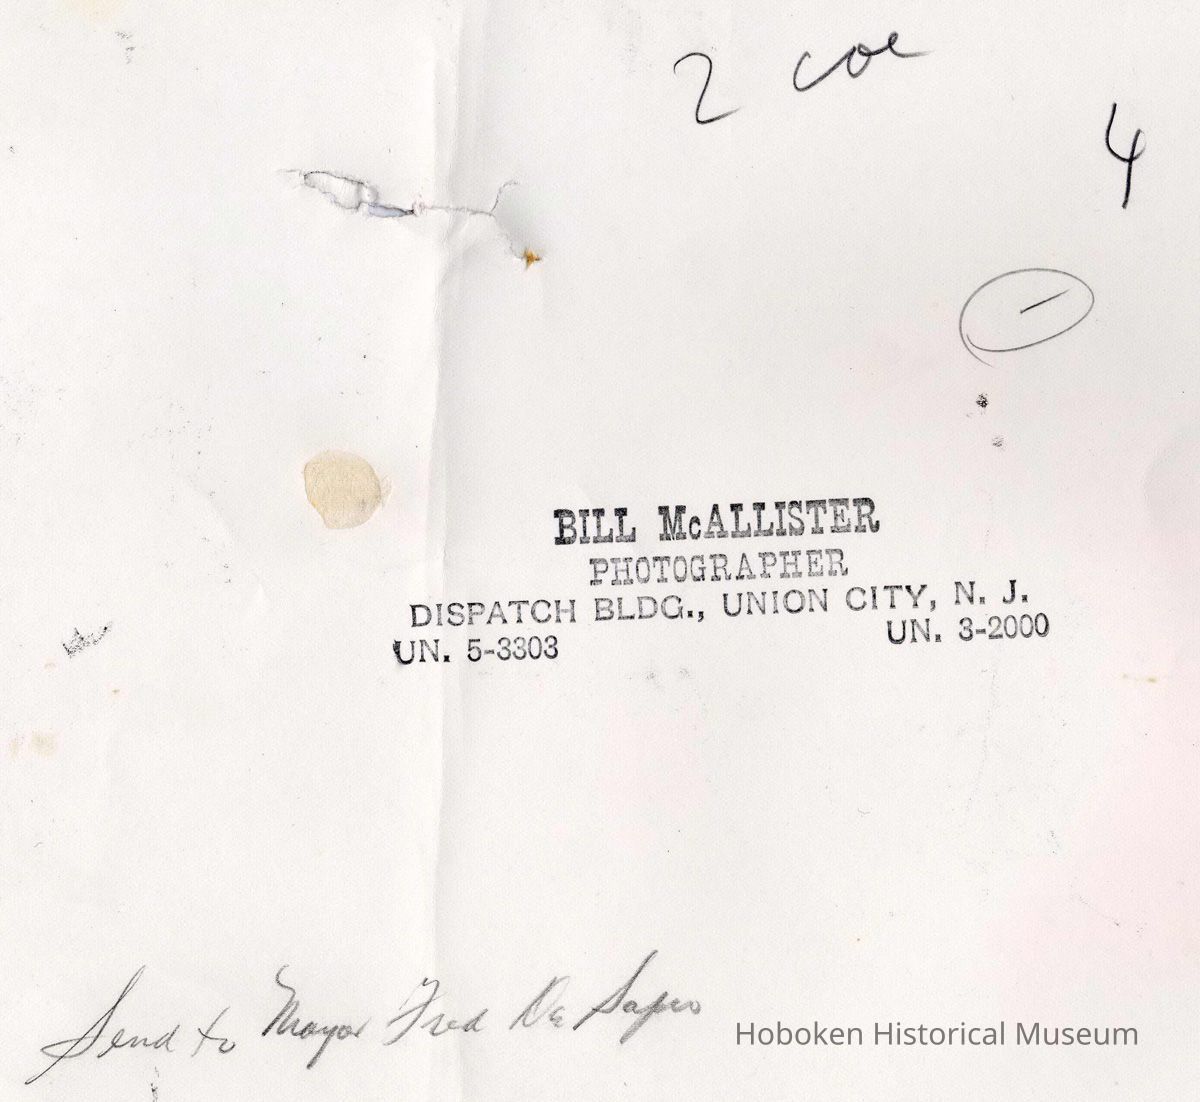 2 col
4
BILL McALLISTER
PHOTOGRAPHER
DISPATCH BLDG., UNION CITY, N. J.
UN. 5-3303 UN. 3-2000
Send to Mayor Fred De Sapio
Hoboken Historical Museum